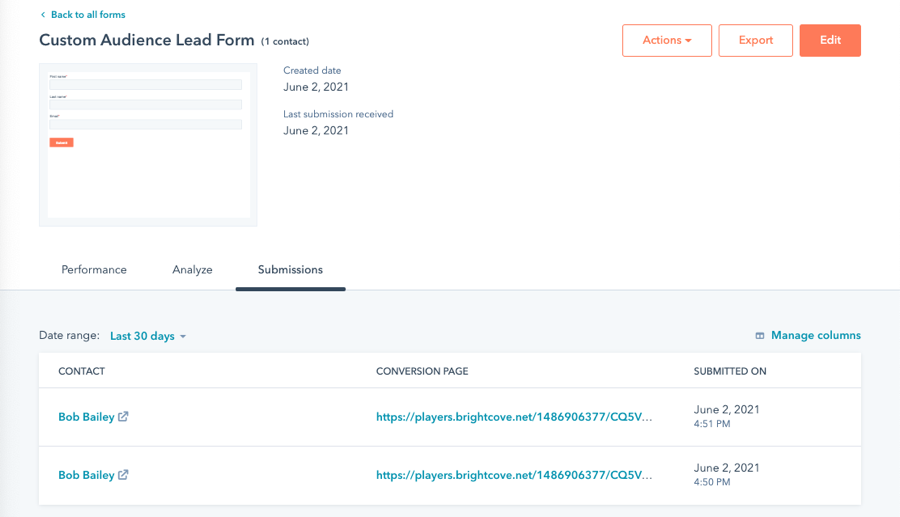 Back to all forms
Custom Audience Lead Form (1 contact)
Actions
Export
Edit
First name*
Last name*
Email*
Created date
June 2, 2021
Last submission received
June 2, 2021
Performance
Analyze
Submissions
Date range: Last 30 days
Manage columns
CONTACT
CONVERSION PAGE
SUBMITTED ON
Bob Bailey
https://players.brightcove.net/1486906377/CQ5V...
June 2, 2021
4:51 PM
Bob Bailey
https://players.brightcove.net/1486906377/CQ5V...
June 2, 2021
4:50 PM